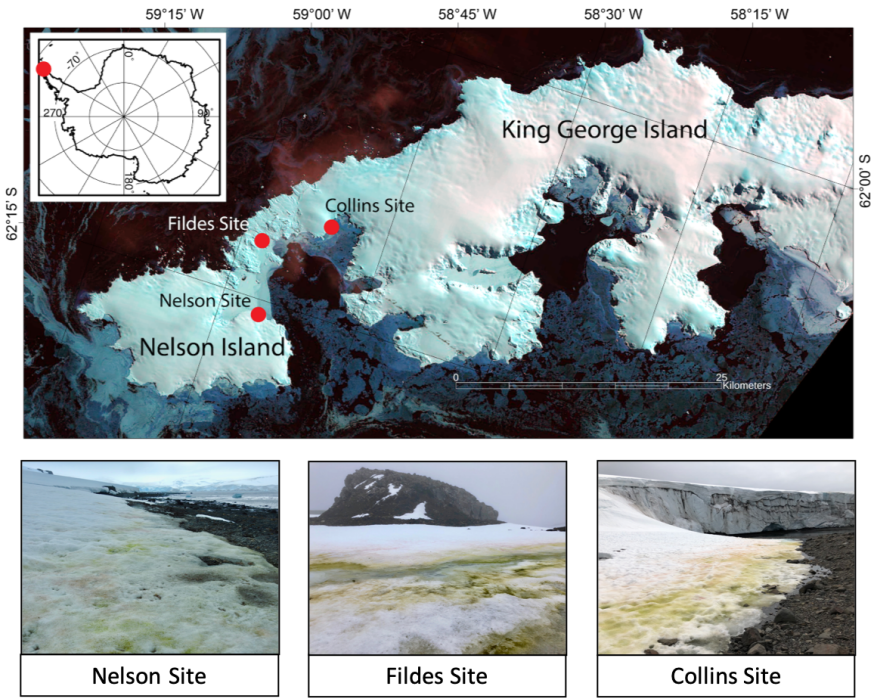 59°15' W
59°00' W
58°45' W
58°30' W
58°15' W
-70°
0°
270°
90°
180°
King George Island
Collins Site
Fildes Site
Nelson Site
Nelson Island
62°15' S
62°00' S
0
25
Kilometers
Nelson Site
Fildes Site
Collins Site